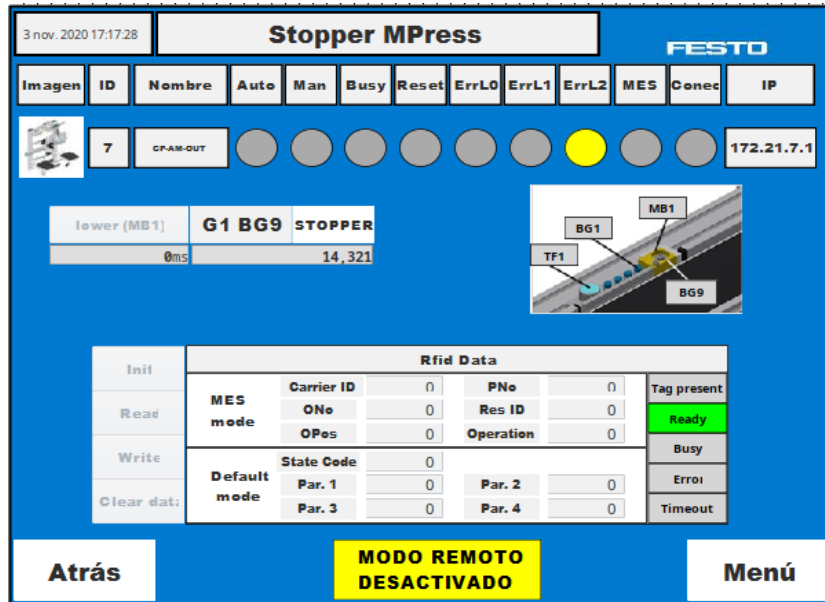 3 nov. 2020 17:17:28
Stopper MPress
FESTO
Imagen ID Nombre Auto Man Busy Reset ErrL0 ErrL1 ErrL2 MES Conec IP
7 CP-AM-OUT 172.21.7.1
lower (MB1) G1 BG9 STOPPER
0ms 14,321
MB1
BG1
TF1
BG9
Rfid Data
Init
Read
Write
Clear data
MES mode
Carrier ID 0 PNo 0
ONo 0 Res ID 0
OPos 0 Operation 0
Default mode
State Code 0
Par. 1 0 Par. 2 0
Par. 3 0 Par. 4 0
Tag present
Ready
Busy
Error
Timeout
Atrás
MODO REMOTO
DESACTIVADO
Menú